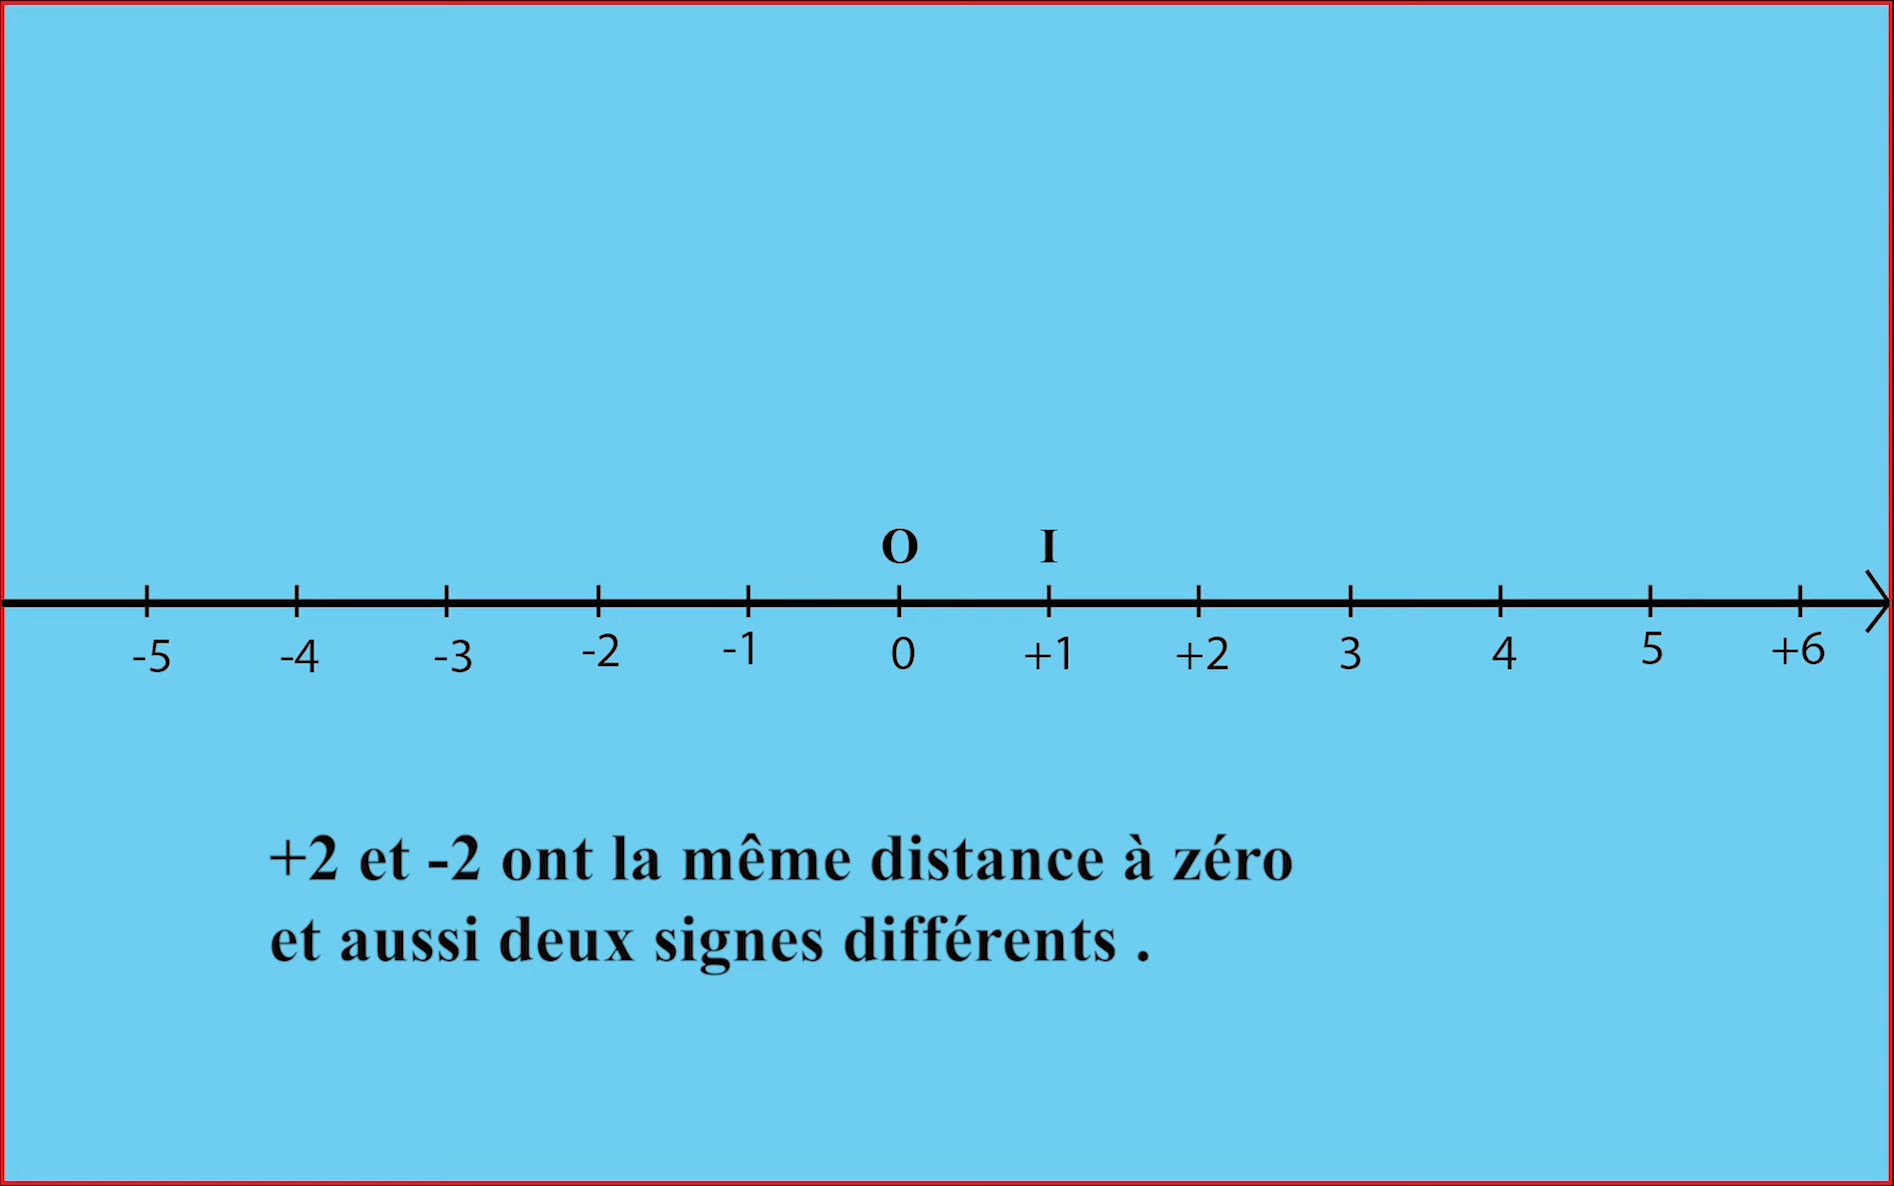 O I
-5 -4 -3 -2 -1 0 +1 +2 3 4 5 +6
+2 et -2 ont la même distance à zéro
et aussi deux signes différents .